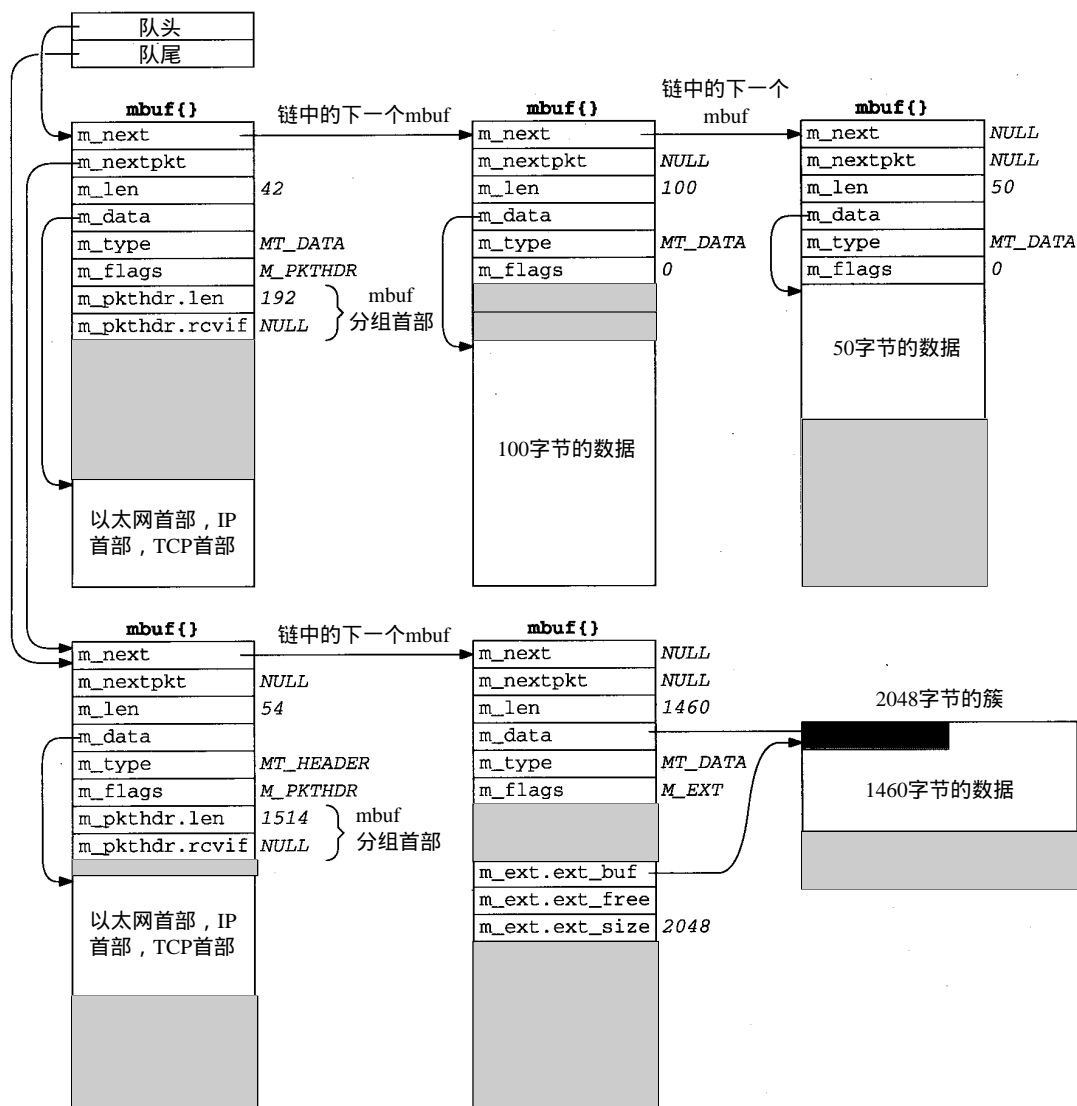 队头
队尾
mbuf{}
m_next
m_nextpkt
m_len 42
m_data
m_type MT_DATA
m_flags M_PKTHDR
m_pkthdr.len 192
m_pkthdr.rcvif NULL
mbuf
分组首部
以太网首部，IP
首部，TCP首部
链中的下一个mbuf
mbuf{}
m_next
m_nextpkt NULL
m_len 100
m_data
m_type MT_DATA
m_flags 0
100字节的数据
链中的下一个
mbuf
mbuf{}
m_next NULL
m_nextpkt NULL
m_len 50
m_data
m_type MT_DATA
m_flags 0
50字节的数据
mbuf{}
m_next
m_nextpkt NULL
m_len 54
m_data
m_type MT_HEADER
m_flags M_PKTHDR
m_pkthdr.len 1514
m_pkthdr.rcvif NULL
mbuf
分组首部
以太网首部，IP
首部，TCP首部
链中的下一个mbuf
mbuf{}
m_next NULL
m_nextpkt NULL
m_len 1460
m_data
m_type MT_DATA
m_flags M_EXT
m_ext.ext_buf
m_ext.ext_free
m_ext.ext_size 2048
2048字节的簇
1460字节的数据